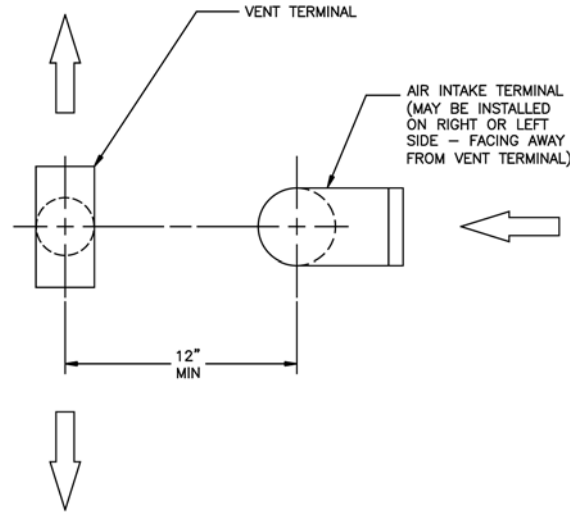 VENT TERMINAL
AIR INTAKE TERMINAL
(MAY BE INSTALLED
ON RIGHT OR LEFT
SIDE – FACING AWAY
FROM VENT TERMINAL)
12"
MIN